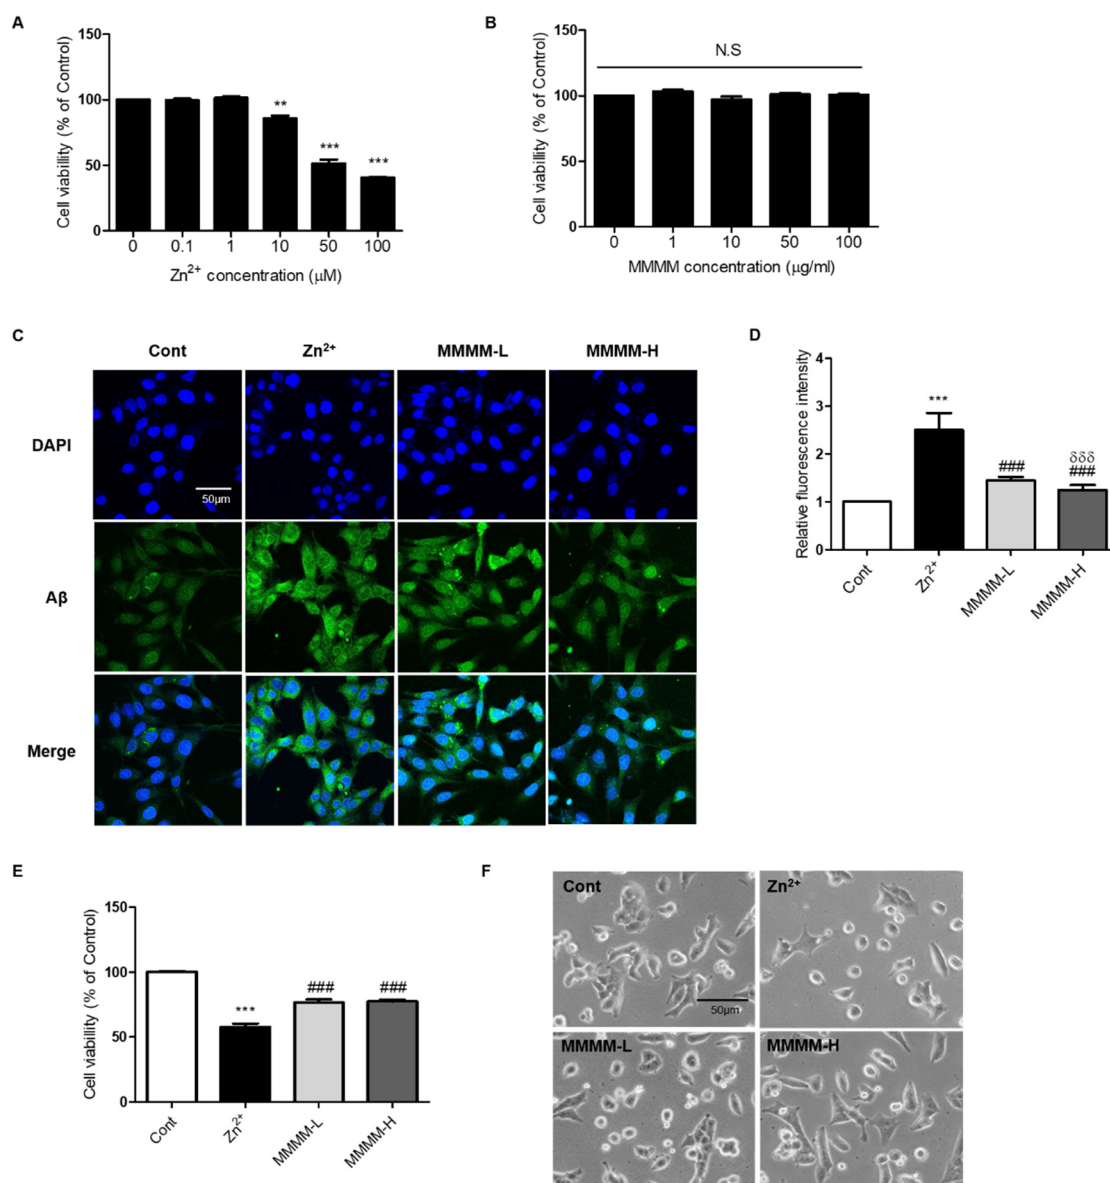 A
150
100
50
0
Cell viabillity (% of Control)
**
***
***
0 0.1 1 10 50 100
Zn2+ concentration (μM)
B
150
100
50
0
Cell viabillity (% of Control)
N.S
0 1 10 50 100
MMMM concentration (μg/ml)
C
Cont Zn2+ MMMM-L MMMM-H
DAPI
50μm
Aβ
Merge
D
4
3
2
1
0
Relative fluorescence intensity
***
###
δδδ
###
Cont Zn2+ MMMM-L MMMM-H
E
150
100
50
0
Cell viability (% of Control)
***
###
###
Cont Zn2+ MMMM-L MMMM-H
F
Cont Zn2+
50μm
MMMM-L MMMM-H